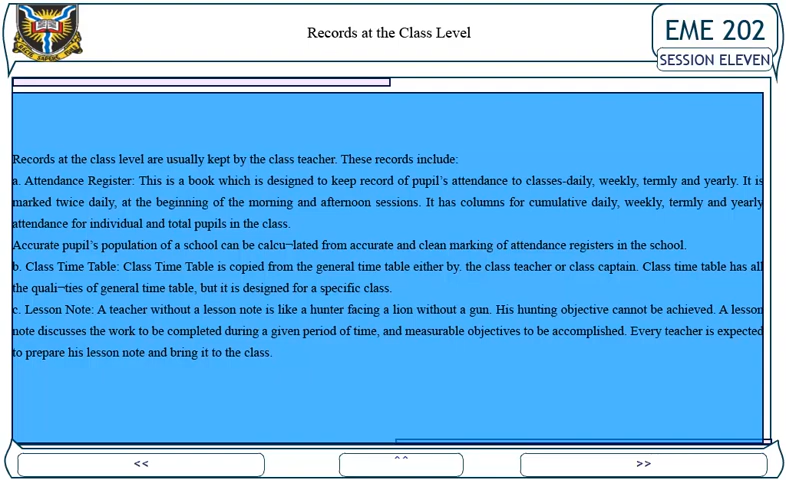 Records at the Class Level
EME 202
SESSION ELEVEN
Records at the class level are usually kept by the class teacher. These records include:
a. Attendance Register: This is a book which is designed to keep record of pupil’s attendance to classes-daily, weekly, termly and yearly. It is
marked twice daily, at the beginning of the morning and afternoon sessions. It has columns for cumulative daily, weekly, termly and yearly
attendance for individual and total pupils in the class.
Accurate pupil’s population of a school can be calcu¬lated from accurate and clean marking of attendance registers in the school.
b. Class Time Table: Class Time Table is copied from the general time table either by. the class teacher or class captain. Class time table has all
the quali¬ties of general time table, but it is designed for a specific class.
c. Lesson Note: A teacher without a lesson note is like a hunter facing a lion without a gun. His hunting objective cannot be achieved. A lesson
note discusses the work to be completed during a given period of time, and measurable objectives to be accomplished. Every teacher is expected
to prepare his lesson note and bring it to the class.
<< ^^ >>